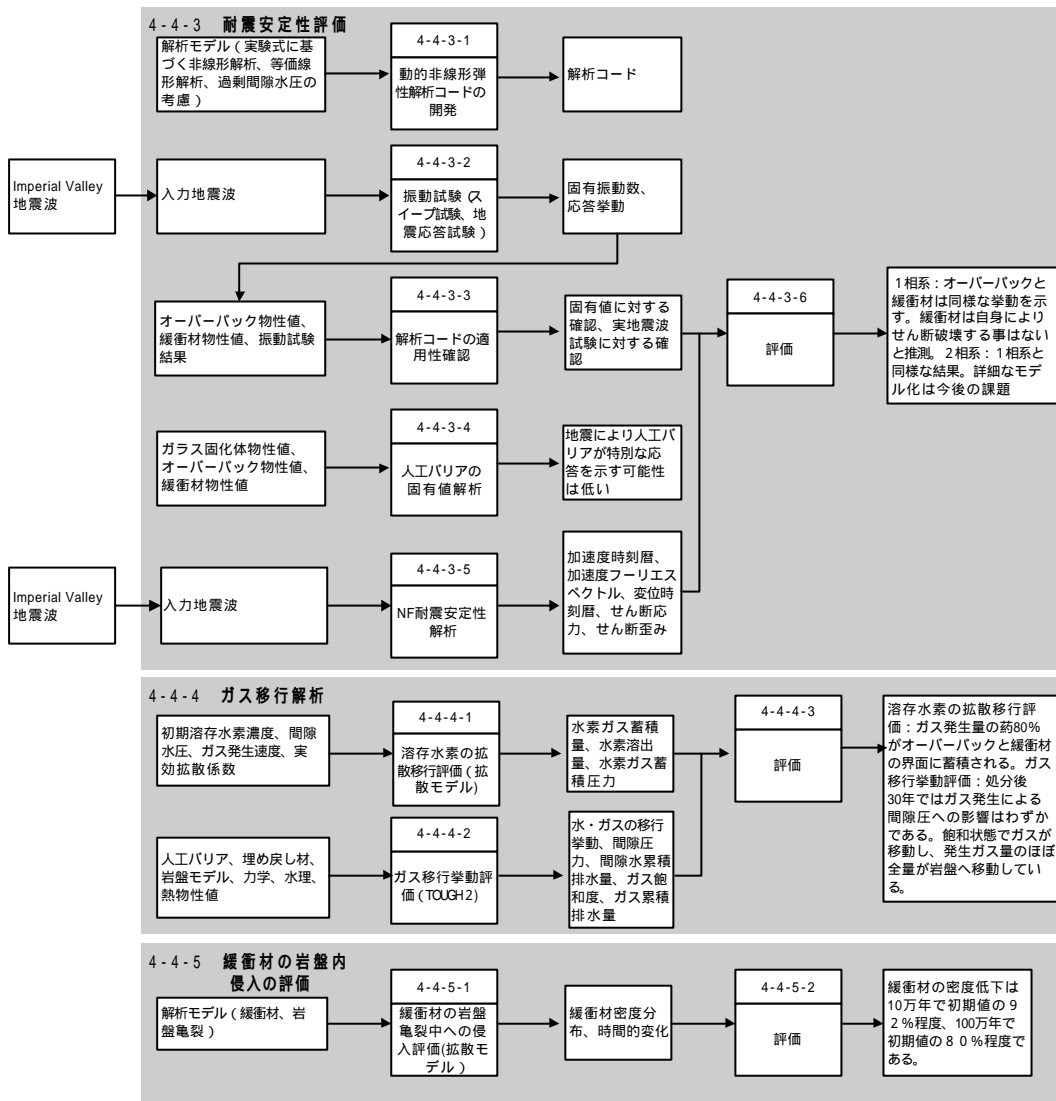 4-4-3 耐震安定性評価
解析モデル（実験式に基
づく非線形解析、等価線
形解析、過剰間隙水圧の
考慮）
4-4-3-1
動的非線形弾
性解析コードの
開発
解析コード
Imperial Valley
地震波
入力地震波
4-4-3-2
振動試験（ス
イープ試験、地
震応答試験）
固有振動数、
応答挙動
オーバーパック物性値、
緩衝材物性値、振動試験
結果
4-4-3-3
解析コードの適
用性確認
固有値に対する
確認、実地震波
試験に対する確
認
4-4-3-6
評価
1相系：オーバーパックと
緩衝材は同様な挙動を示
す。緩衝材は自身により
せん断破壊する事はない
と推測。2相系：1相系と
同様な結果。詳細なモデ
ル化は今後の課題
ガラス固化体物性値、
オーバーパック物性値、
緩衝材物性値
4-4-3-4
人工バリアの
固有値解析
地震により人工バ
リアが特別な応
答を示す可能性
は低い
Imperial Valley
地震波
入力地震波
4-4-3-5
NF耐震安定性
解析
加速度時刻暦、
加速度フーリエス
ペクトル、変位時
刻暦、せん断応
力、せん断歪み
4-4-4 ガス移行解析
初期溶存水素濃度、間隙
水圧、ガス発生速度、実
効拡散係数
4-4-4-1
溶存水素の拡
散移行評価（拡
散モデル）
水素ガス蓄積
量、水素溶出
量、水素ガス蓄
積圧力
4-4-4-3
評価
溶存水素の拡散移行評
価：ガス発生量の葯80%
がオーバーパックと緩衝材
の界面に蓄積される。ガス
移行挙動評価：処分後
30年ではガス発生による
間隙圧への影響はわずか
である。飽和状態でガスが
移動し、発生ガス量のほぼ
全量が岩盤へ移動してい
る。
人工バリア、埋め戻し材、
岩盤モデル、力学、水理、
熱物性値
4-4-4-2
ガス移行挙動評
価（TOUGH2）
水・ガスの移行
挙動、間隙圧
力、間隙水累積
排水量、ガス飽
和度、ガス累積
排水量
4-4-5 緩衝材の岩盤内
侵入の評価
解析モデル（緩衝材、岩
盤亀裂）
4-4-5-1
緩衝材の岩盤
亀裂中への侵
入評価(拡散モ
デル）
緩衝材密度分
布、時間的変化
4-4-5-2
評価
緩衝材の密度低下は
10万年で初期値の９
２％程度、100万年で
初期値の８０％程度で
ある。